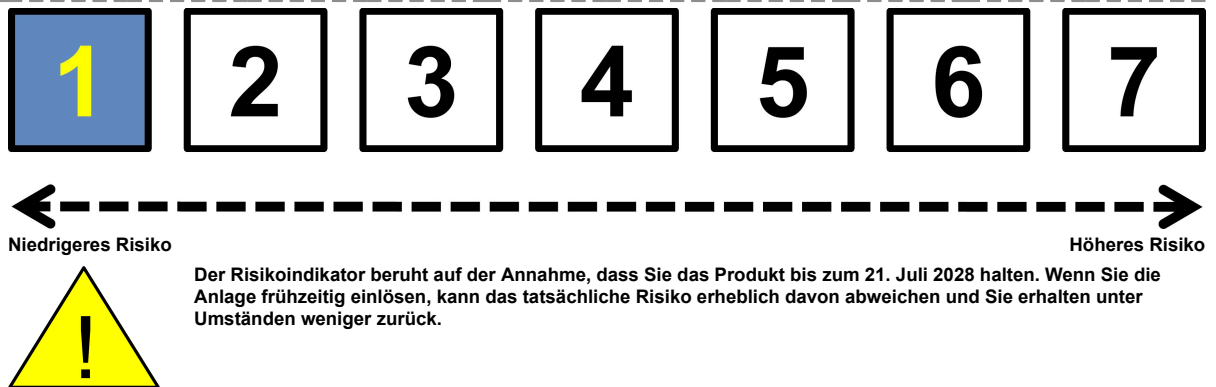 1 2 3 4 5 6 7
Niedrigeres Risiko Höheres Risiko
Der Risikoindikator beruht auf der Annahme, dass Sie das Produkt bis zum 21. Juli 2028 halten. Wenn Sie die
Anlage frühzeitig einlösen, kann das tatsächliche Risiko erheblich davon abweichen und Sie erhalten unter
Umständen weniger zurück.
!